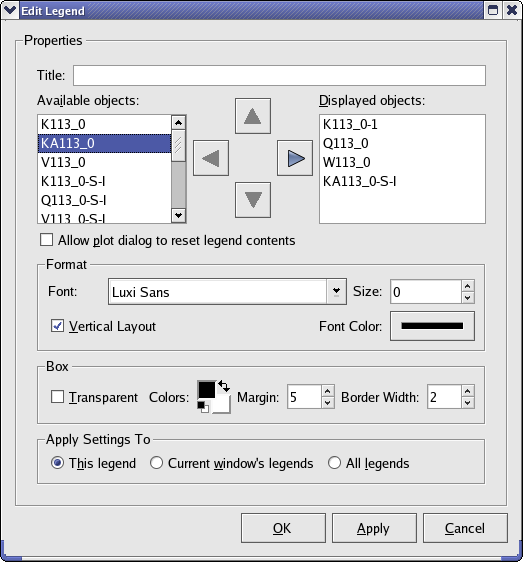 Edit Legend
Properties
Title:
Available objects:
Displayed objects:
K113_0
KA113_0
V113_0
K113_0-S-I
Q113_0-S-I
V113_0-S-I
K113_0-1
Q113_0
W113_0
KA113_0-S-I
Allow plot dialog to reset legend contents
Format
Font: Luxi Sans Size: 0
Vertical Layout Font Color:
Box
Transparent Colors: Margin: 5 Border Width: 2
Apply Settings To
This legend Current window's legends All legends
OK Apply Cancel